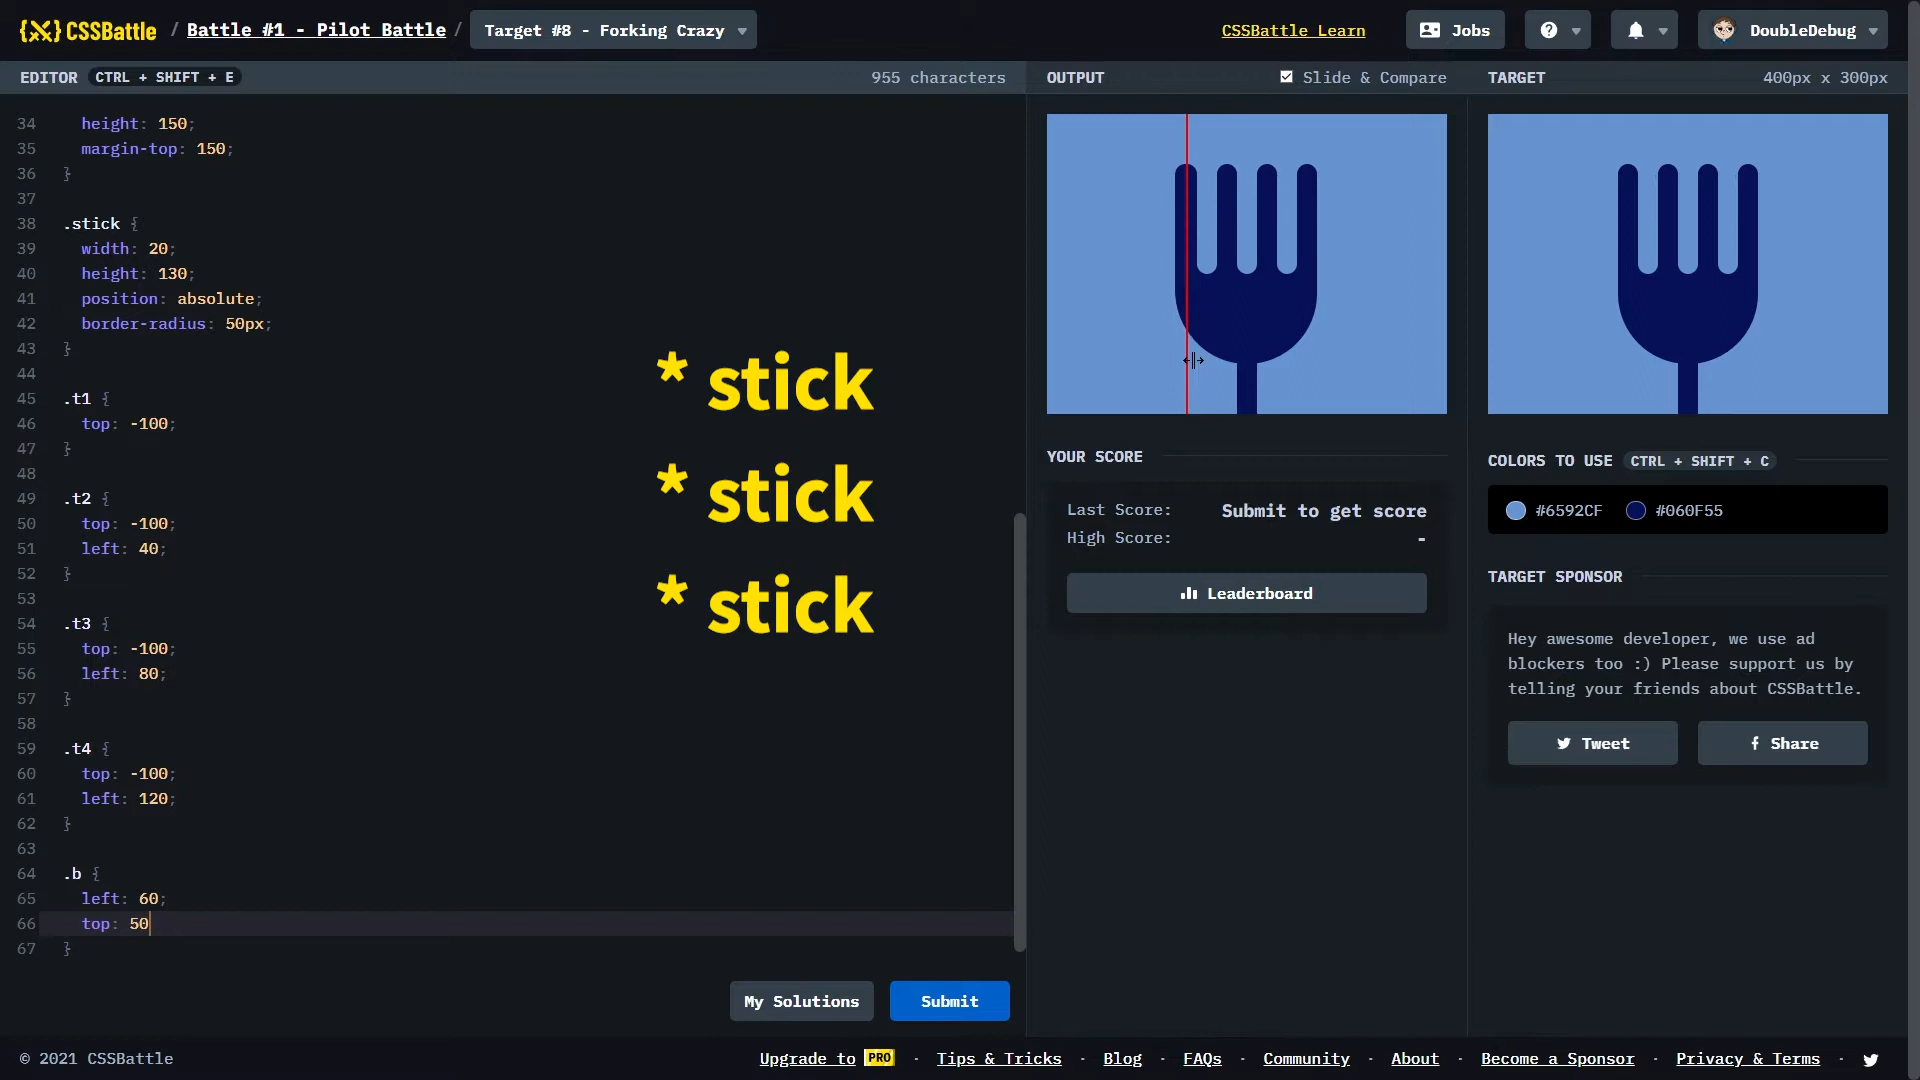 CSSBattle / Battle #1 - Pilot Battle / Target #8 - Forking Crazy
CSSBattle Learn
Jobs
DoubleDebug
EDITOR CTRL + SHIFT + E
955 characters
OUTPUT
Slide & Compare
TARGET
400px x 300px
34 height: 150;
35 margin-top: 150;
36 }
37
38 .stick {
39 width: 20;
40 height: 130;
41 position: absolute;
42 border-radius: 50px;
43 }
44
45 .t1 {
46 top: -100;
47 }
48
49 .t2 {
50 top: -100;
51 left: 40;
52 }
53
54 .t3 {
55 top: -100;
56 left: 80;
57 }
58
59 .t4 {
60 top: -100;
61 left: 120;
62 }
63
64 .b {
65 left: 60;
66 top: 50
67 }
* stick
* stick
* stick
My Solutions
Submit
YOUR SCORE
Last Score: Submit to get score
High Score: -
Leaderboard
COLORS TO USE CTRL + SHIFT + C
#6592CF #060F55
TARGET SPONSOR
Hey awesome developer, we use ad
blockers too :) Please support us by
telling your friends about CSSBattle.
Tweet
Share
© 2021 CSSBattle
Upgrade to PRO · Tips & Tricks · Blog · FAQs · Community · About · Become a Sponsor · Privacy & Terms ·